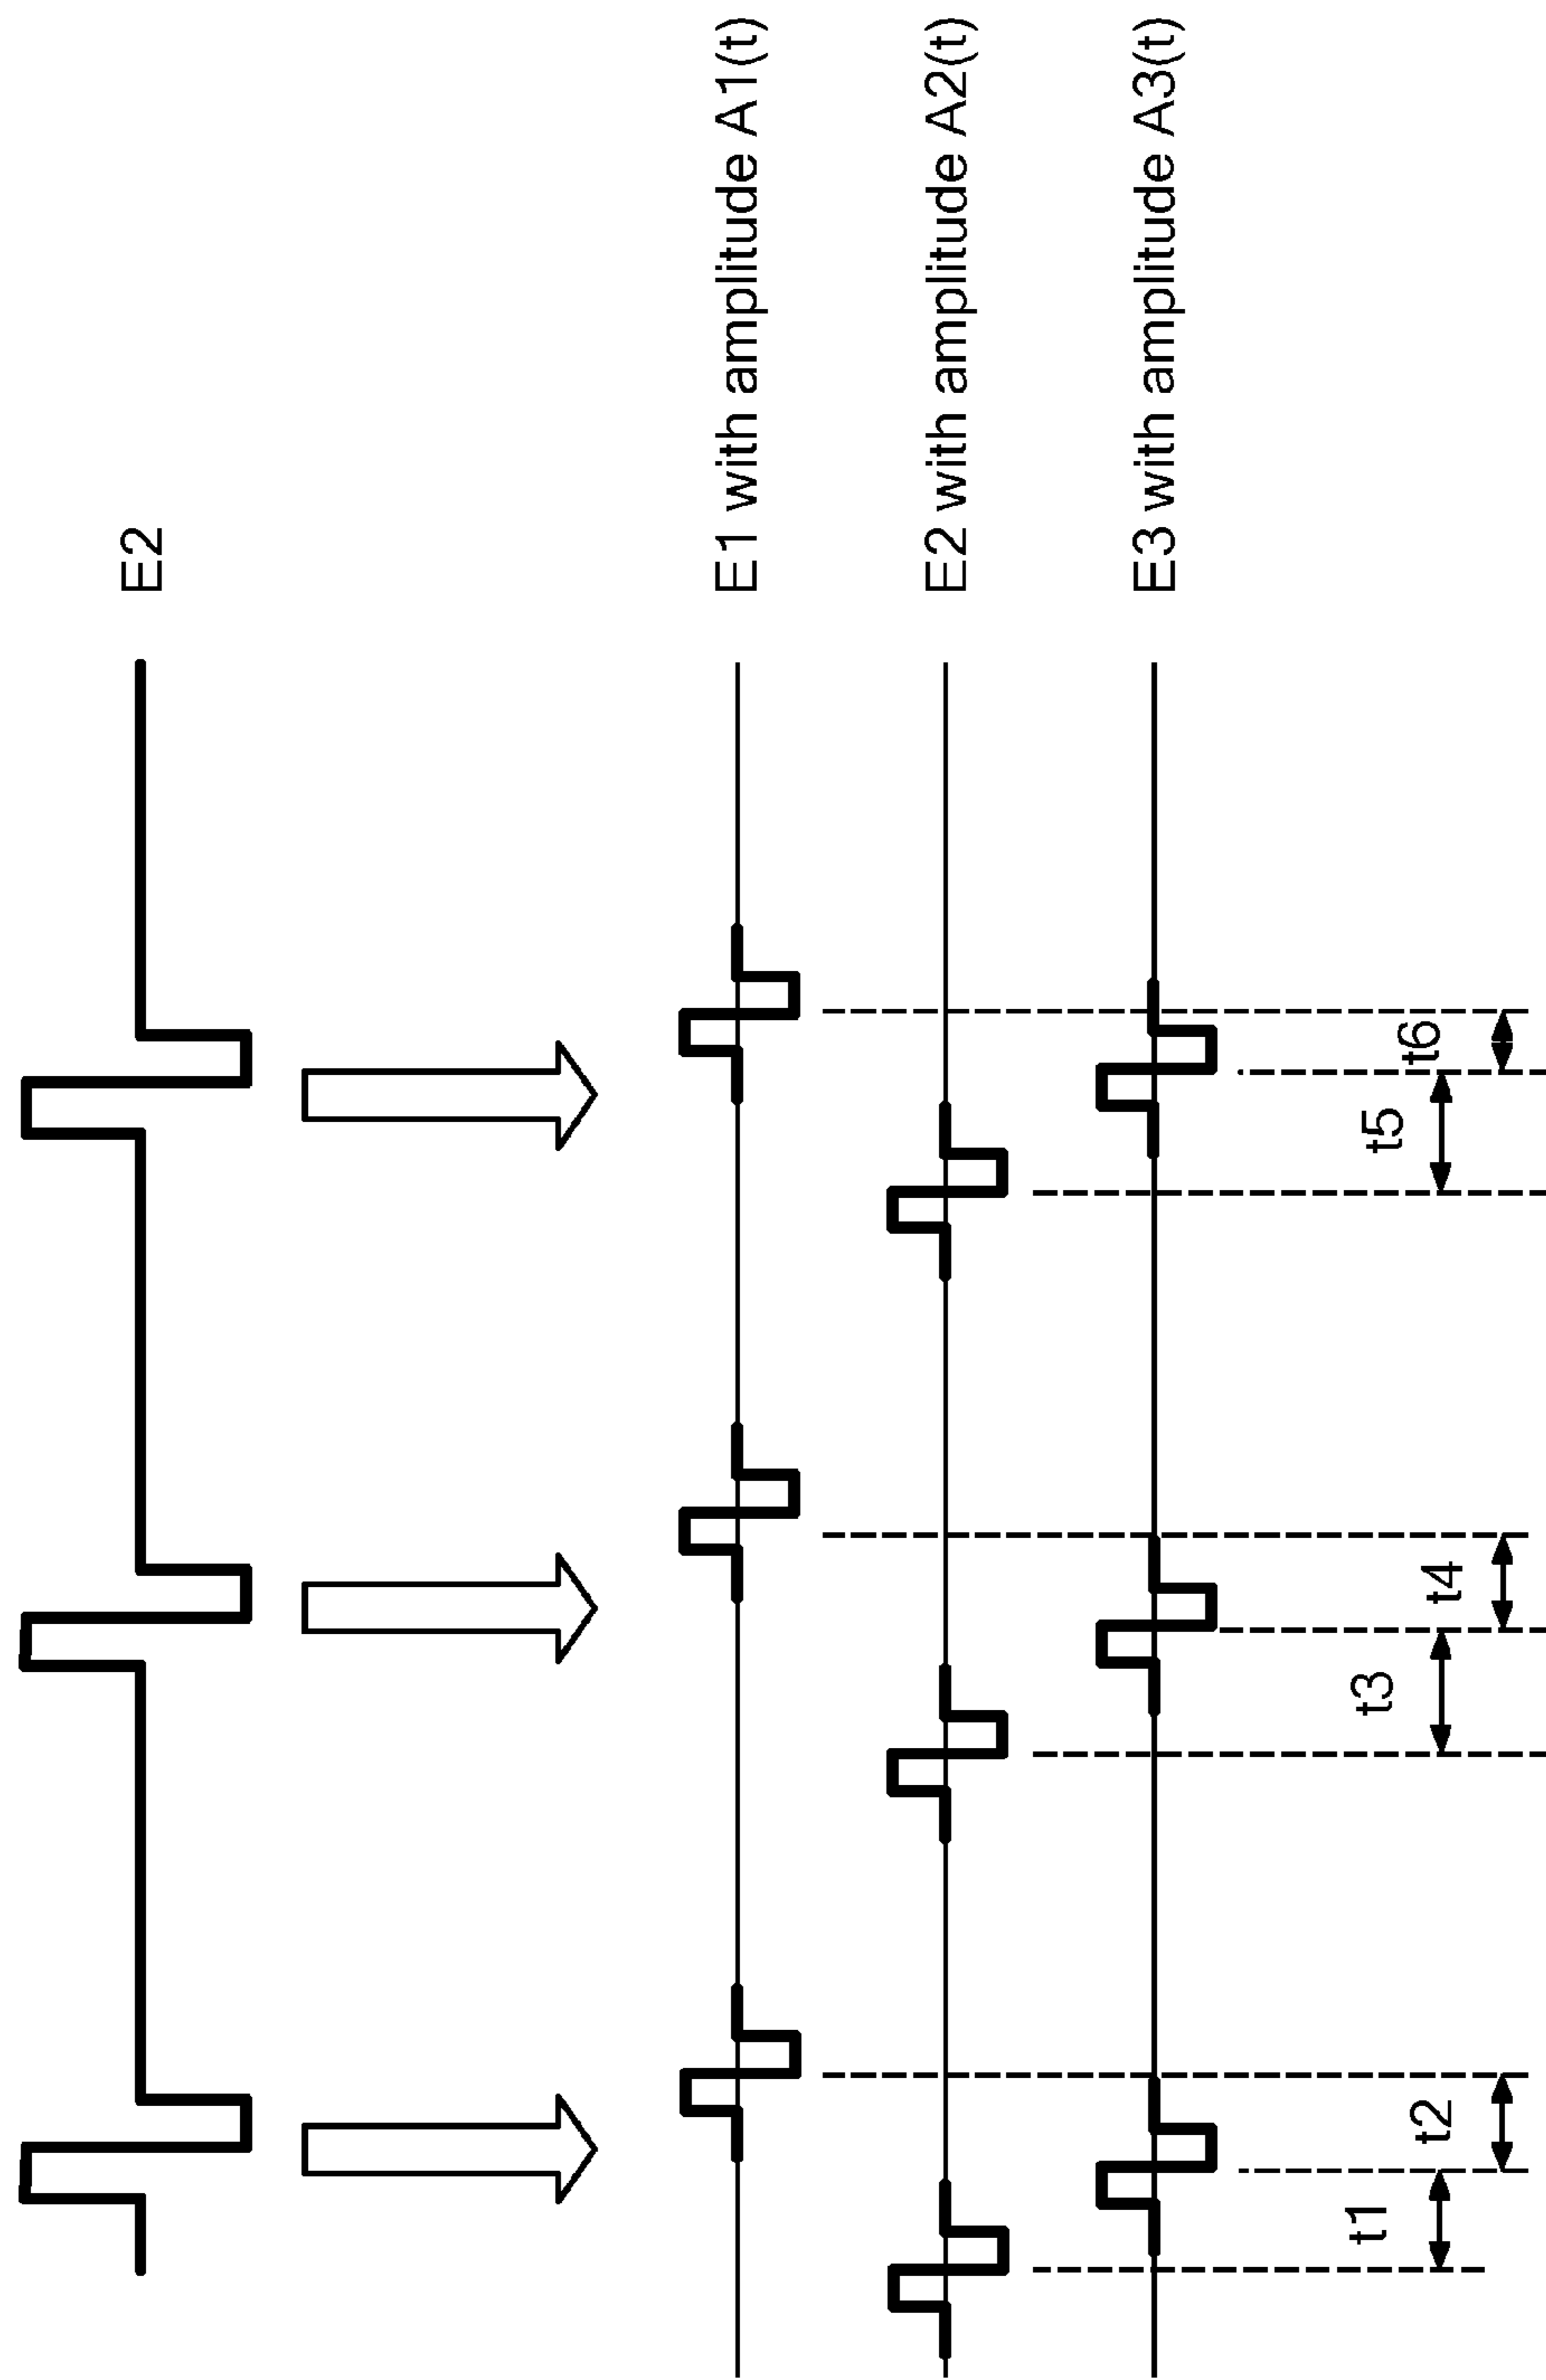 E2
E1 with amplitude A1(t)
E2 with amplitude A2(t)
E3 with amplitude A3(t)
t1
t2
t3
t4
t5
t6